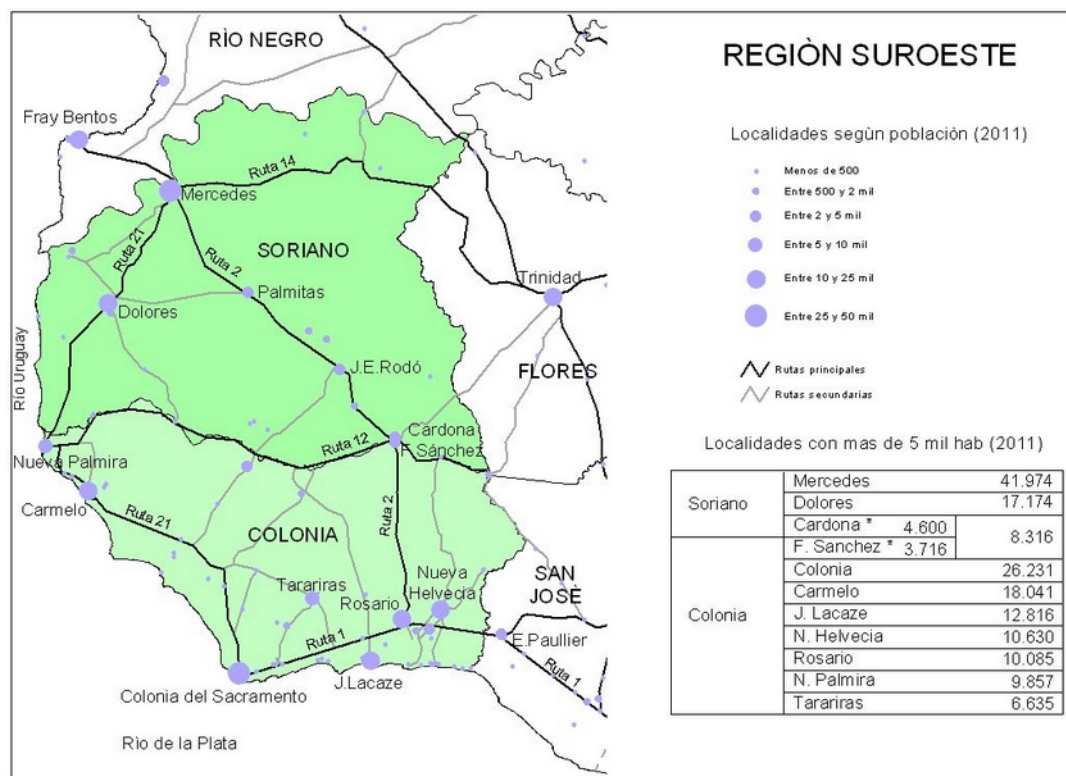 REGIÒN SUROESTE
RÌO NEGRO
Fray Bentos
Ruta 14
Mercedes
Ruta 21
Ruta 2
SORIANO
Palmitas
Trinidad
Dolores
Río Uruguay
J.E.Rodó
FLORES
Cardona
F. Sánchez
Ruta 12
Nueva Palmira
Carmelo
Ruta 21
COLONIA
Ruta 2
Tarariras
Nueva
Helvecia
SAN
JOSÈ
Rosario
Ruta 1
E.Paullier
Ruta 1
J.Lacaze
Colonia del Sacramento
Rìo de la Plata
Localidades segùn poblaciòn (2011)
Menos de 500
Entre 500 y 2 mil
Entre 2 y 5 mil
Entre 5 y 10 mil
Entre 10 y 25 mil
Entre 25 y 50 mil
Rutas principales
Rutas secundarias
Localidades con mas de 5 mil hab (2011)
Soriano
Mercedes 41.974
Dolores 17.174
Cardona * 4.600 8.316
F. Sanchez * 3.716
Colonia
Colonia 26.231
Carmelo 18.041
J. Lacaze 12.816
N. Helvecia 10.630
Rosario 10.085
N. Palmira 9.857
Tarariras 6.635